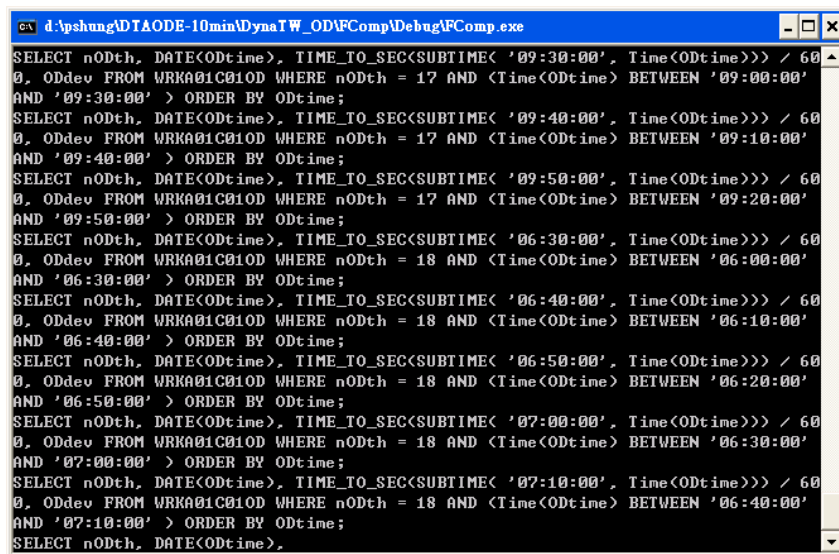 d:\pshung\DTAODE-10min\DynaTW_OD\FComp\Debug\FComp.exe
SELECT nODth, DATE(ODtime), TIME_TO_SEC(SUBTIME( '09:30:00', Time(ODtime))) / 60
0, ODdev FROM WRKA01C01OD WHERE nODth = 17 AND (Time(ODtime) BETWEEN '09:00:00'
AND '09:30:00' ) ORDER BY ODtime;
SELECT nODth, DATE(ODtime), TIME_TO_SEC(SUBTIME( '09:40:00', Time(ODtime))) / 60
0, ODdev FROM WRKA01C01OD WHERE nODth = 17 AND (Time(ODtime) BETWEEN '09:10:00'
AND '09:40:00' ) ORDER BY ODtime;
SELECT nODth, DATE(ODtime), TIME_TO_SEC(SUBTIME( '09:50:00', Time(ODtime))) / 60
0, ODdev FROM WRKA01C01OD WHERE nODth = 17 AND (Time(ODtime) BETWEEN '09:20:00'
AND '09:50:00' ) ORDER BY ODtime;
SELECT nODth, DATE(ODtime), TIME_TO_SEC(SUBTIME( '06:30:00', Time(ODtime))) / 60
0, ODdev FROM WRKA01C01OD WHERE nODth = 18 AND (Time(ODtime) BETWEEN '06:00:00'
AND '06:30:00' ) ORDER BY ODtime;
SELECT nODth, DATE(ODtime), TIME_TO_SEC(SUBTIME( '06:40:00', Time(ODtime))) / 60
0, ODdev FROM WRKA01C01OD WHERE nODth = 18 AND (Time(ODtime) BETWEEN '06:10:00'
AND '06:40:00' ) ORDER BY ODtime;
SELECT nODth, DATE(ODtime), TIME_TO_SEC(SUBTIME( '06:50:00', Time(ODtime))) / 60
0, ODdev FROM WRKA01C01OD WHERE nODth = 18 AND (Time(ODtime) BETWEEN '06:20:00'
AND '06:50:00' ) ORDER BY ODtime;
SELECT nODth, DATE(ODtime), TIME_TO_SEC(SUBTIME( '07:00:00', Time(ODtime))) / 60
0, ODdev FROM WRKA01C01OD WHERE nODth = 18 AND (Time(ODtime) BETWEEN '06:30:00'
AND '07:00:00' ) ORDER BY ODtime;
SELECT nODth, DATE(ODtime), TIME_TO_SEC(SUBTIME( '07:10:00', Time(ODtime))) / 60
0, ODdev FROM WRKA01C01OD WHERE nODth = 18 AND (Time(ODtime) BETWEEN '06:40:00'
AND '07:10:00' ) ORDER BY ODtime;
SELECT nODth, DATE(ODtime),